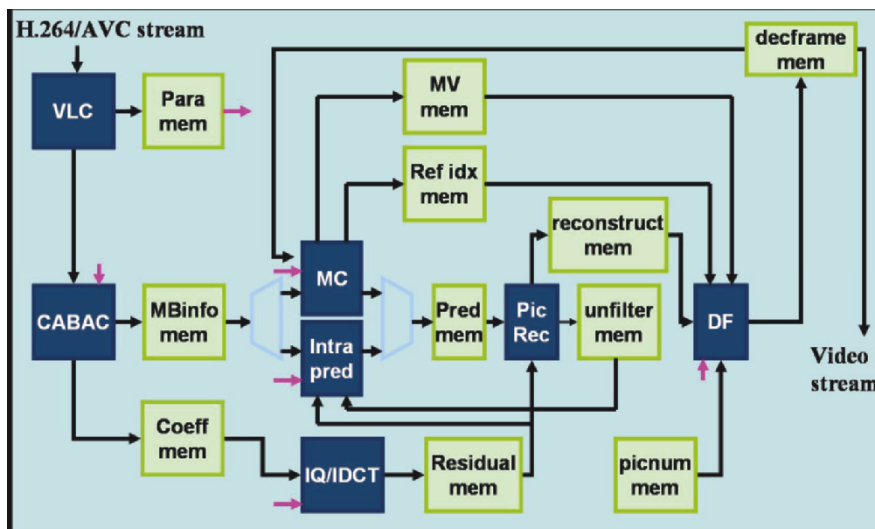 H.264/AVC stream
decframe
mem
VLC
Para
mem
MV
mem
Ref idx
mem
reconstruct
mem
MC
CABAC
MBinfo
mem
Pred
mem
Pic
Rec
unfilter
mem
DF
Intra
pred
Video
stream
Coeff
mem
IQ/IDCT
Residual
mem
picnum
mem